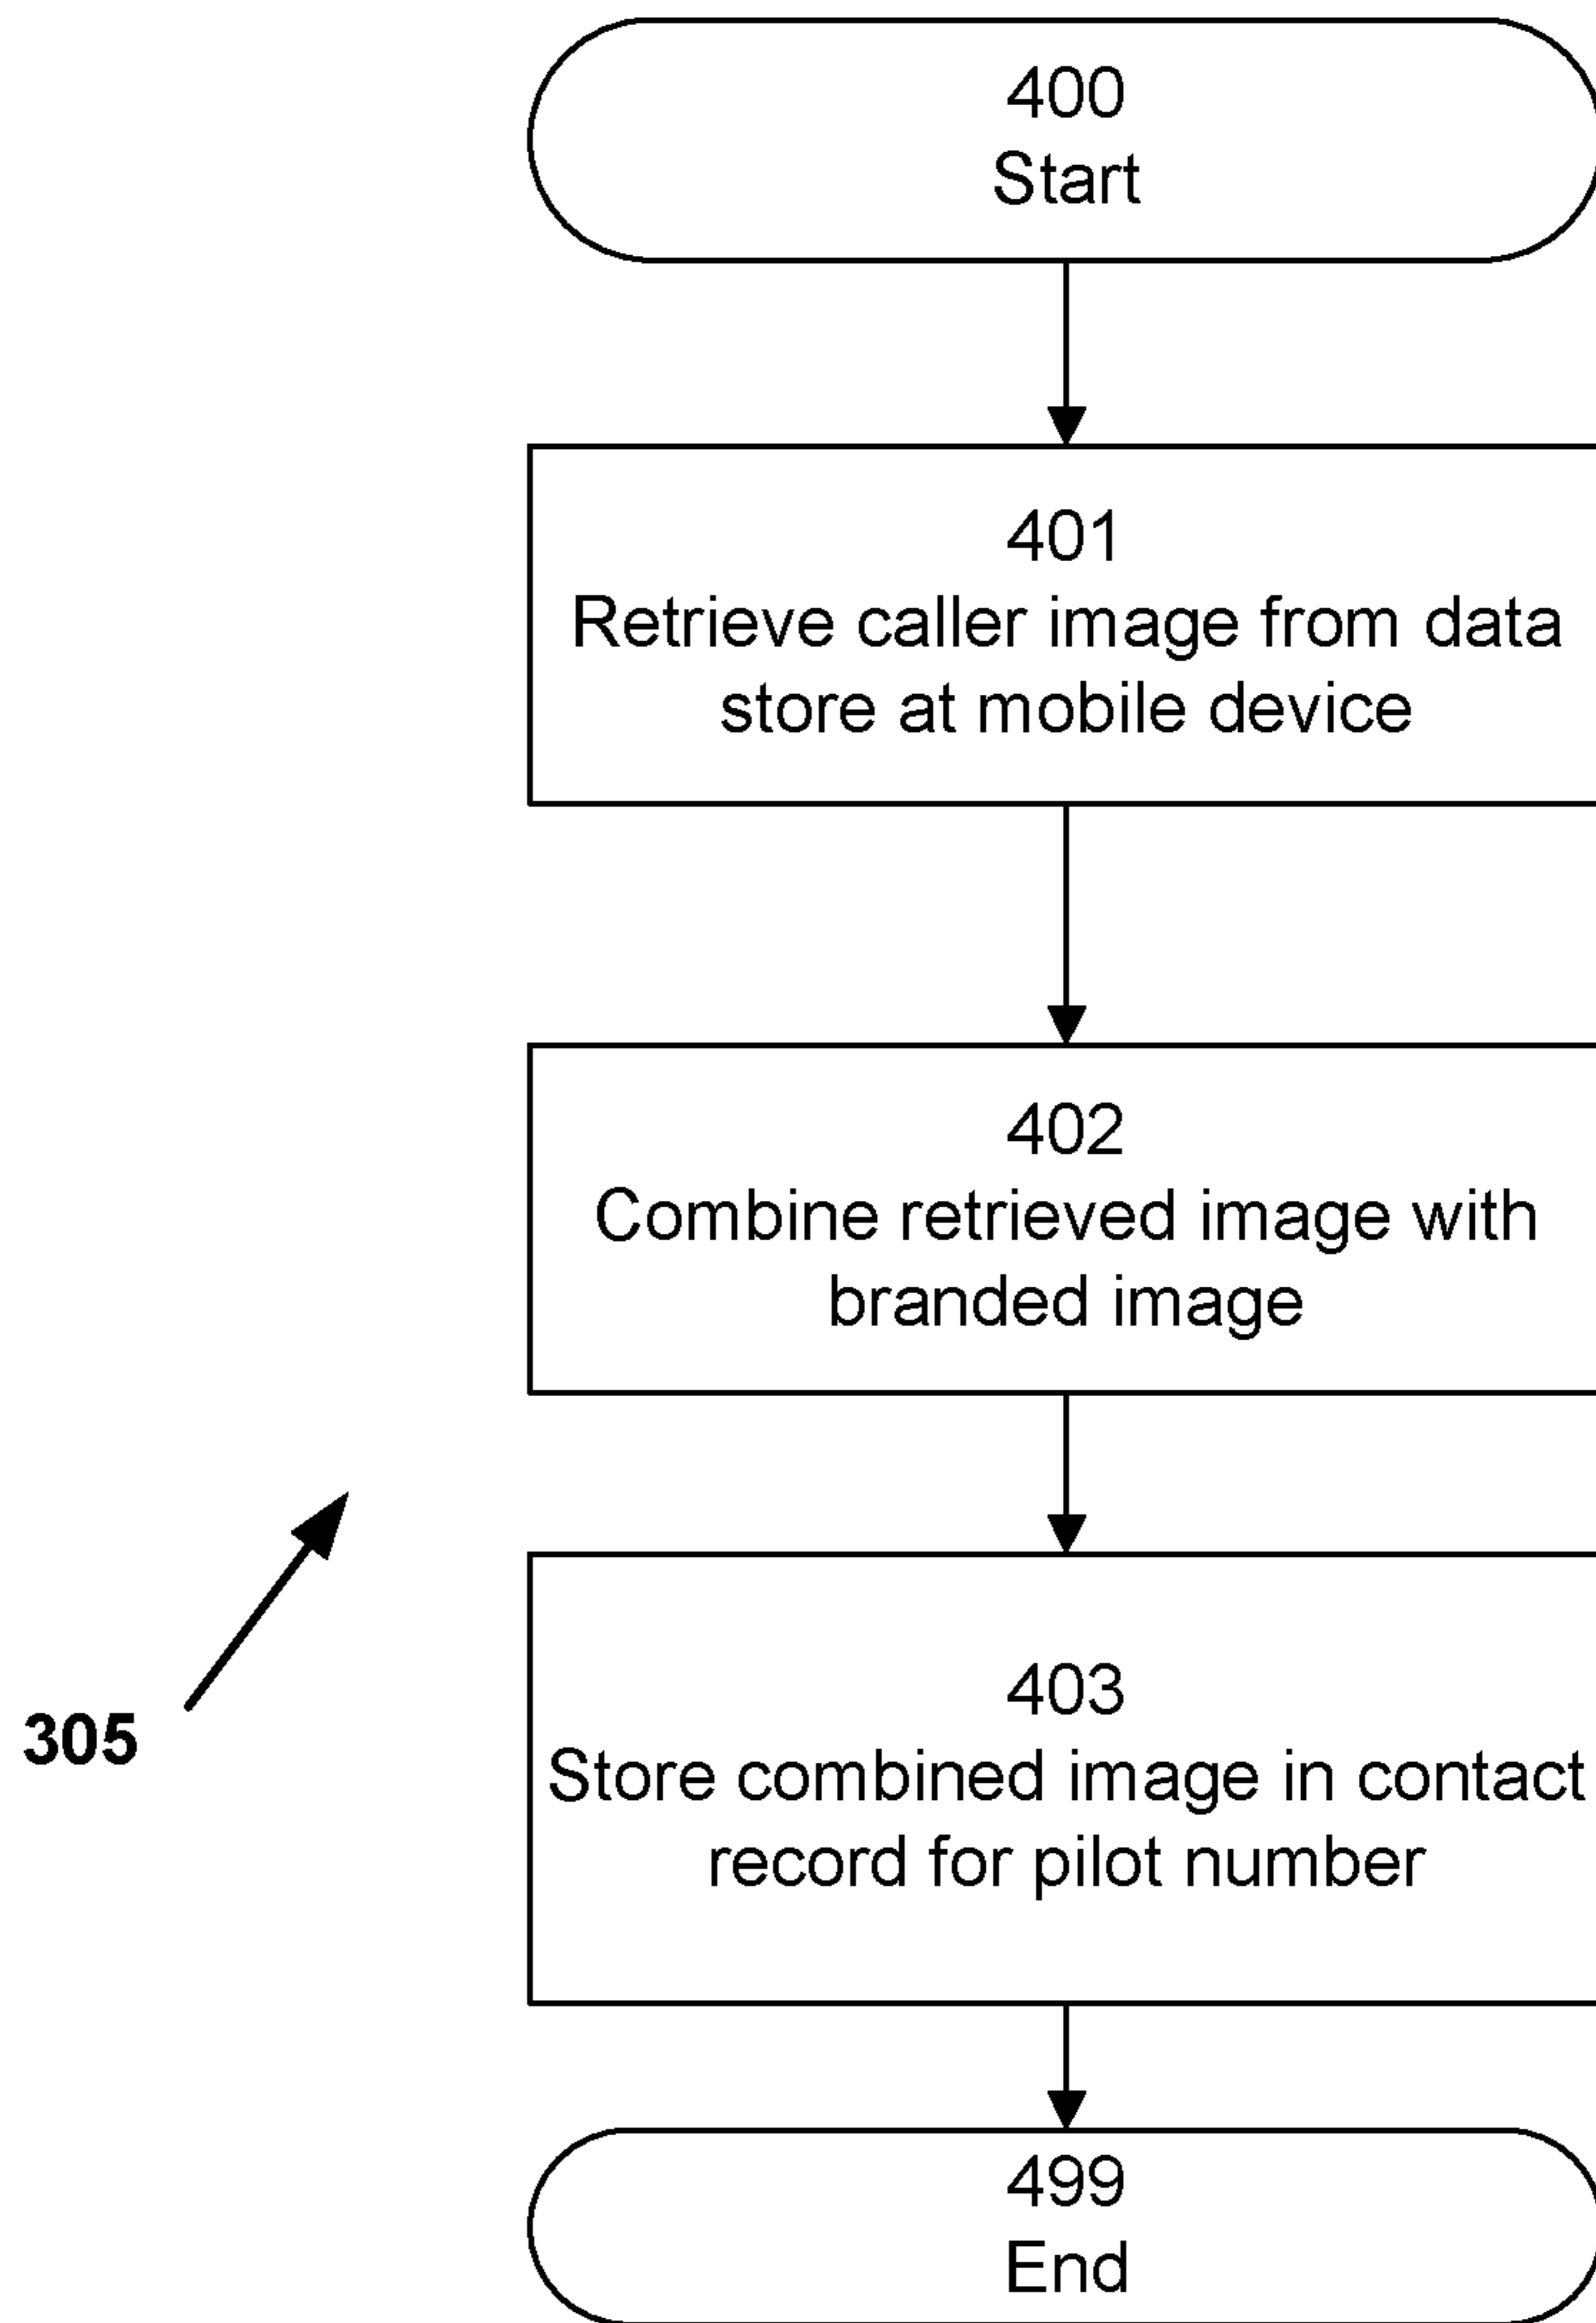 400
Start
401
Retrieve caller image from data
store at mobile device
402
Combine retrieved image with
branded image
403
Store combined image in contact
record for pilot number
305
499
End